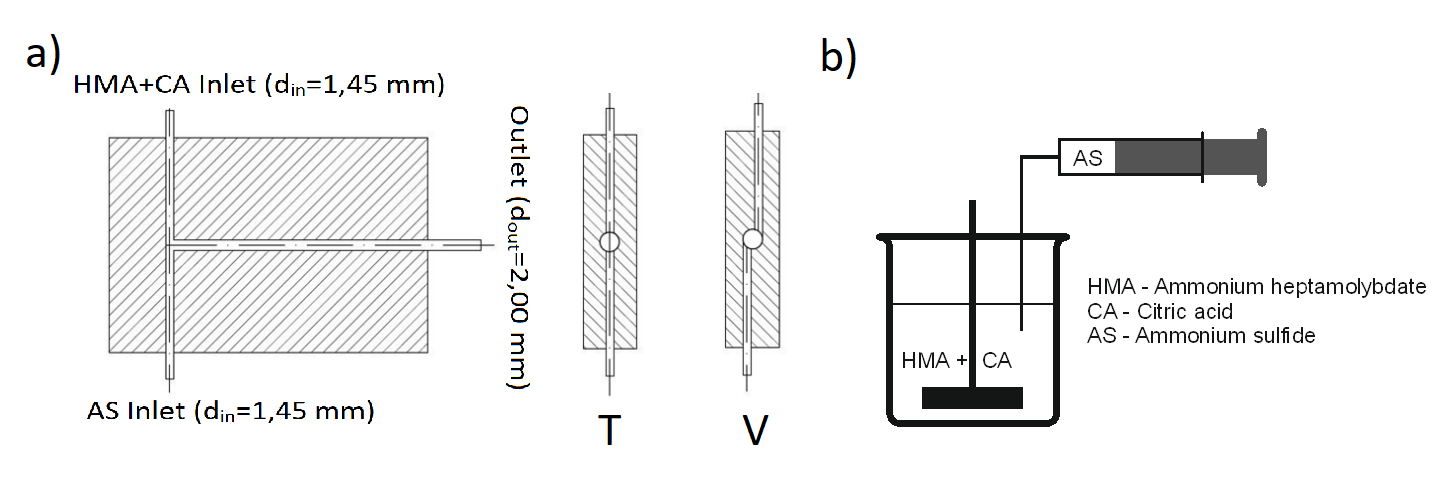 a)
HMA+CA Inlet (din=1,45 mm)
Outlet (dout=2,00 mm)
AS Inlet (din=1,45 mm)
T
V
b)
AS
HMA + CA
HMA - Ammonium heptamolybdate
CA - Citric acid
AS - Ammonium sulfide